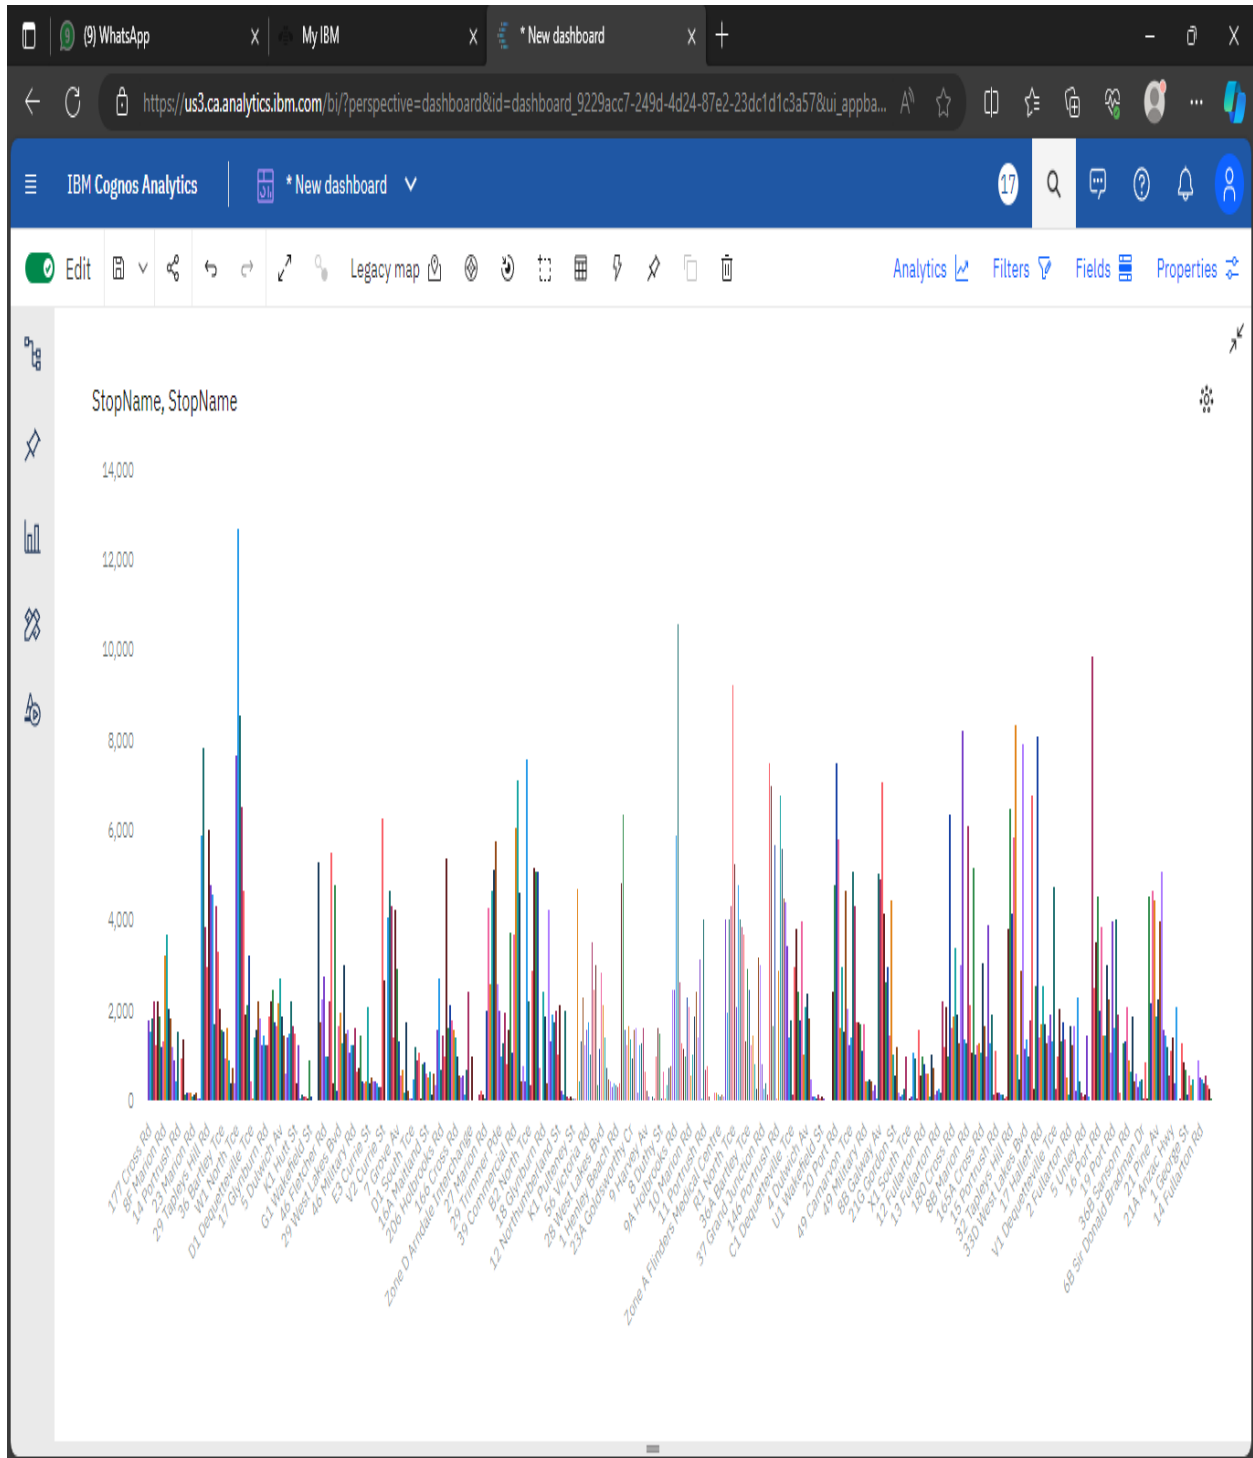 (9) WhatsApp
My IBM
* New dashboard
https://us3.ca.analytics.ibm.com/bi/?perspective=dashboard&id=dashboard_9229acc7-249d-4d24-87e2-23dc1d1c3a57&ui_appba...
IBM Cognos Analytics
* New dashboard
17
Edit
Legacy map
Analytics
Filters
Fields
Properties
StopName, StopName
14,000
12,000
10,000
8,000
6,000
4,000
2,000
0
177 Cross Rd
8F Marion Rd
14 Portrush Rd
23 Marion Rd
29 Tapleys Hill Rd
36 Bartley Tce
W1 North Tce
D1 Dequetteville Tce
Glynburn Rd
17 Glynburn Rd
5 Dulwich Av
K1 Hutt St
G1 Wakefield St
46 Fletcher Rd
29 West Lakes Bvd
46 Military Rd
E3 Currie St
V2 Currie St
7 Grove Av
D1 South Tce
16A Maitland St
206 Holbrooks Rd
166 Cross Rd
Zone D Arndale Interchange
27 Marion Rd
29 Trimmer Pde
39 Commercial Rd
B2 North Tce
18 Glynburn Rd
12 Northumberland St
K1 Pulteney St
5A Victoria Rd
28 West Lakes Bvd
1 Henley Beach Rd
23A Goldsworthy Cr
9 Harvey Av
8 Duthy St
9A Holbrooks Rd
10 Marion Rd
11 Portrush Rd
Zone A Flinders Medical Centre
R1 North Tce
36A Bartley Tce
37 Grand Junction Rd
146 Portrush Rd
C1 Dequetteville Tce
4 Dulwich Av
U1 Wakefield St
20 Port Rd
49 Carnarvon Tce
49 Military Rd
8B Galway Av
21G Gordon St
X1 South Tce
12 Fullarton Rd
13 Fullarton Rd
180 Cross Rd
8B Marion Rd
165A Cross Rd
15 Portrush Rd
32 Tapleys Hill Rd
33D West Lakes Bvd
17 Hallett Rd
V1 Dequetteville Tce
2 Fullarton Rd
5 Unley Rd
16 Port Rd
19 Port Rd
36B Sansom Rd
6B Sir Donald Bradman Dr
21 Pine Av
21A Anzac Hwy
1 George St
14 Fullarton Rd